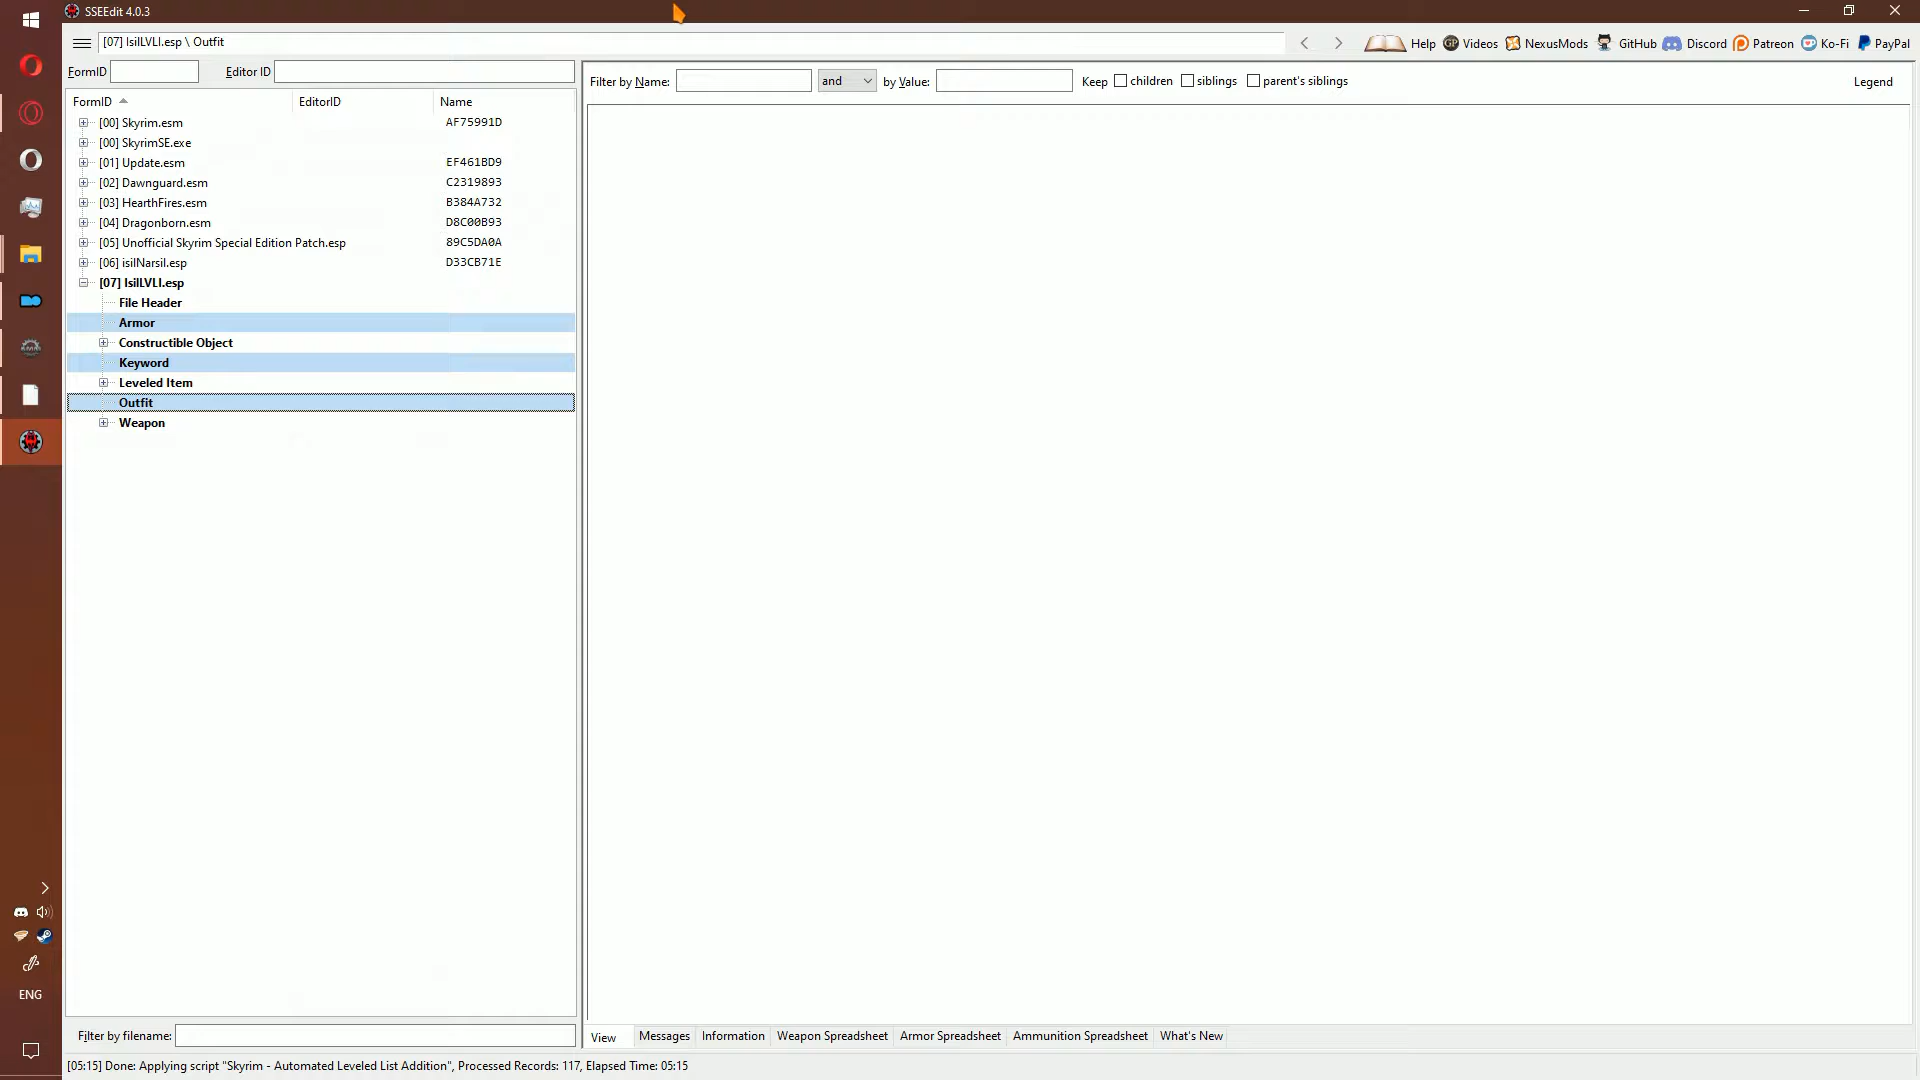 SSEEdit 4.0.3
[07] IsilLVLI.esp \ Outfit
Help Videos NexusMods GitHub Discord Patreon Ko-Fi PayPal
FormID Editor ID
Filter by Name: and by Value: Keep children siblings parent's siblings Legend
FormID EditorID Name
[00] Skyrim.esm AF75991D
[00] SkyrimSE.exe
[01] Update.esm EF461BD9
[02] Dawnguard.esm C2319893
[03] HearthFires.esm B384A732
[04] Dragonborn.esm D8C00B93
[05] Unofficial Skyrim Special Edition Patch.esp 89C5DA0A
[06] isilNarsil.esp D33CB71E
[07] IsilLVLI.esp
File Header
Armor
Constructible Object
Keyword
Leveled Item
Outfit
Weapon
ENG
Filter by filename:
View Messages Information Weapon Spreadsheet Armor Spreadsheet Ammunition Spreadsheet What's New
[05:15] Done: Applying script "Skyrim - Automated Leveled List Addition", Processed Records: 117, Elapsed Time: 05:15